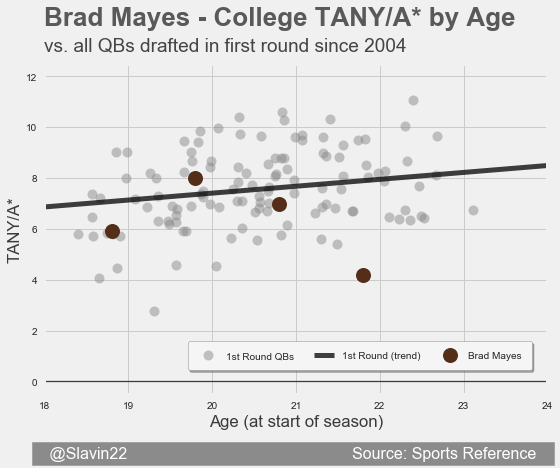 Brad Mayes - College TANY/A* by Age
vs. all QBs drafted in first round since 2004
12
10
8
6
4
2
0
TANY/A*
1st Round QBs 1st Round (trend) Brad Mayes
18 19 20 21 22 23 24
Age (at start of season)
@Slavin22 Source: Sports Reference